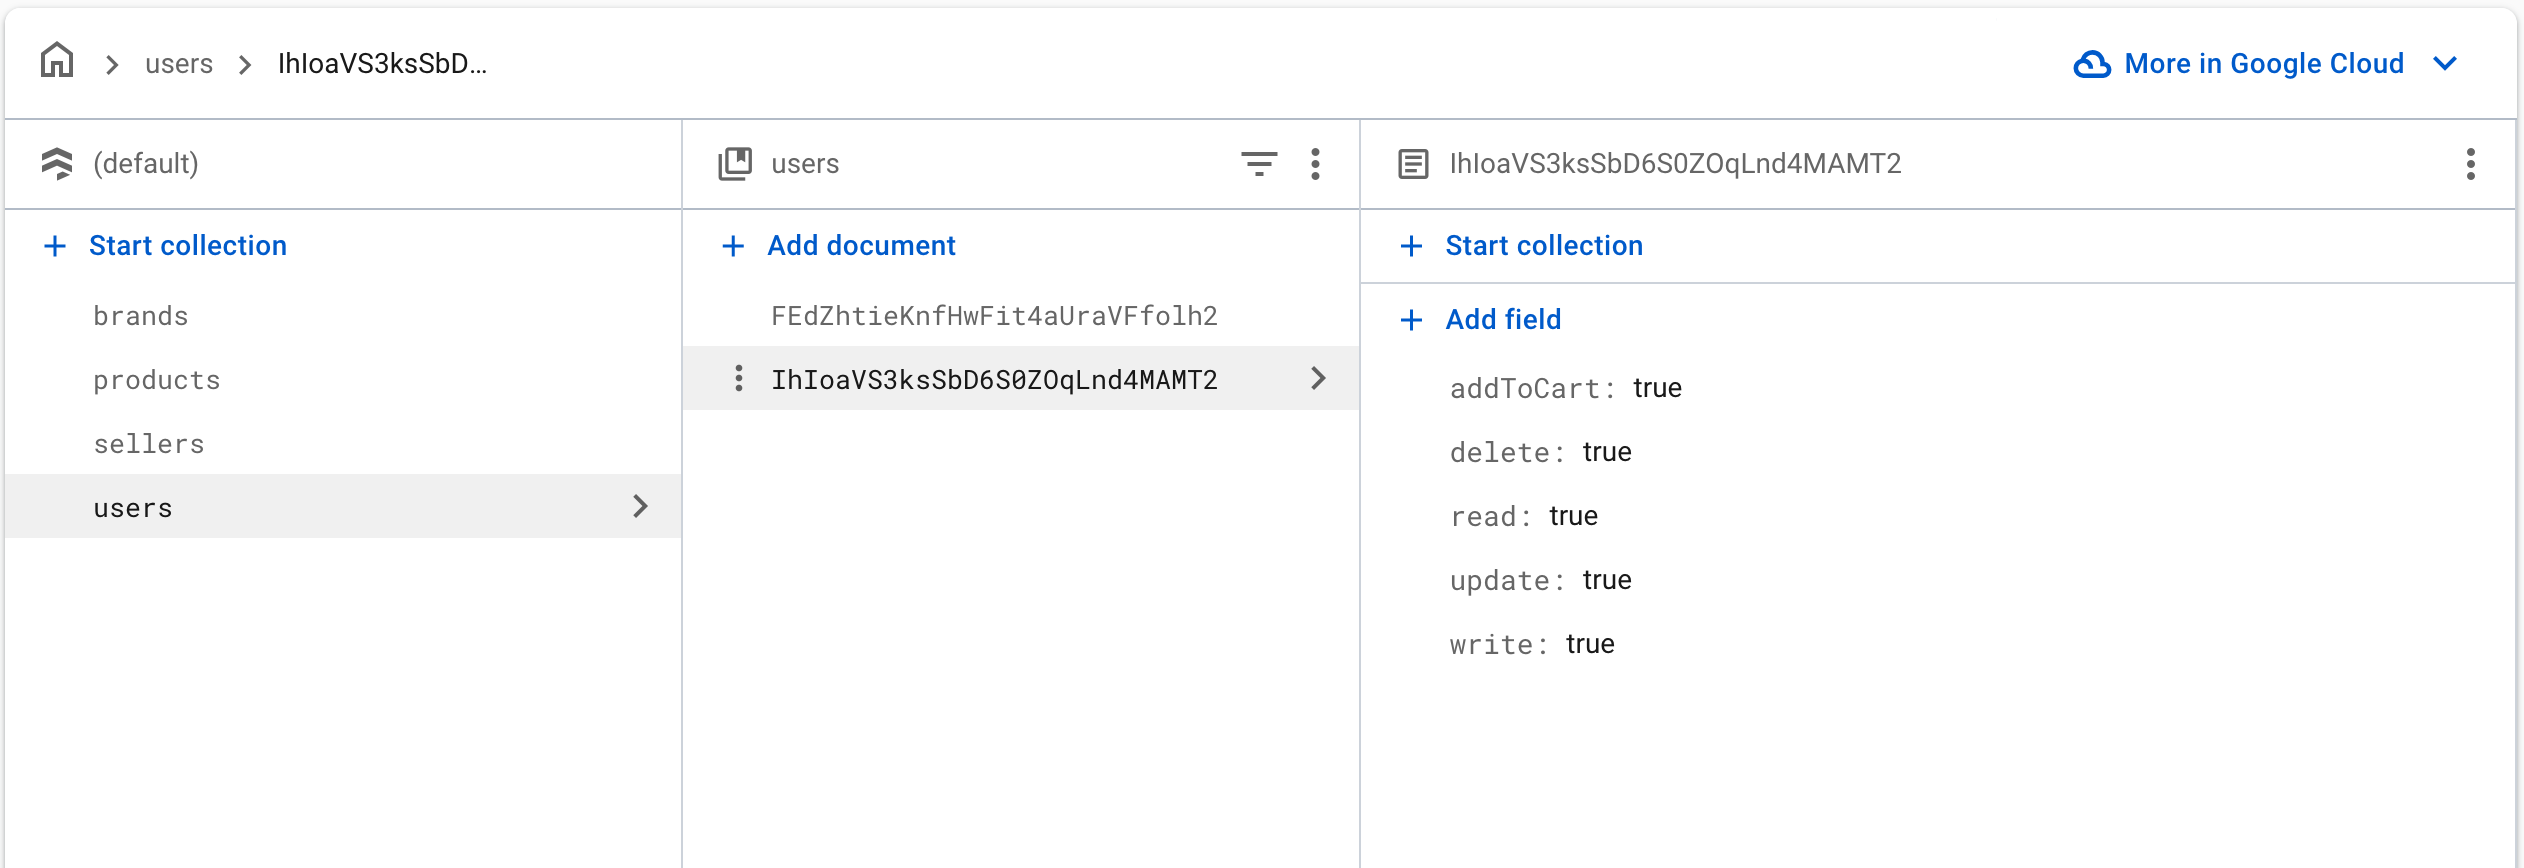 users
IhIoaVS3ksSbD...
More in Google Cloud
(default)
Start collection
brands
products
sellers
users
users
Add document
FEdZhtieKnfHwFit4aUraVFfolh2
IhIoaVS3ksSbD6S0ZOqLnd4MAMT2
IhIoaVS3ksSbD6S0ZOqLnd4MAMT2
Start collection
Add field
addToCart: true
delete: true
read: true
update: true
write: true